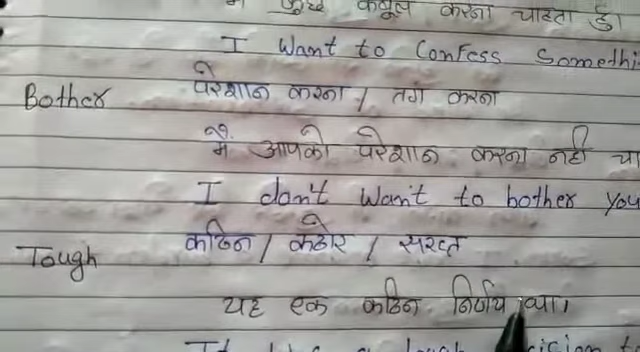 मैं कुछ कबूल करना चाहता हूँ।
I want to Confess Somethi
Bother परेशान करना / तंग करना
मैं आपको परेशान करना नहीं चा
I don't want to bother you
Tough कठिन / कठोर / सख्त
यह एक कठिन निर्णय था।